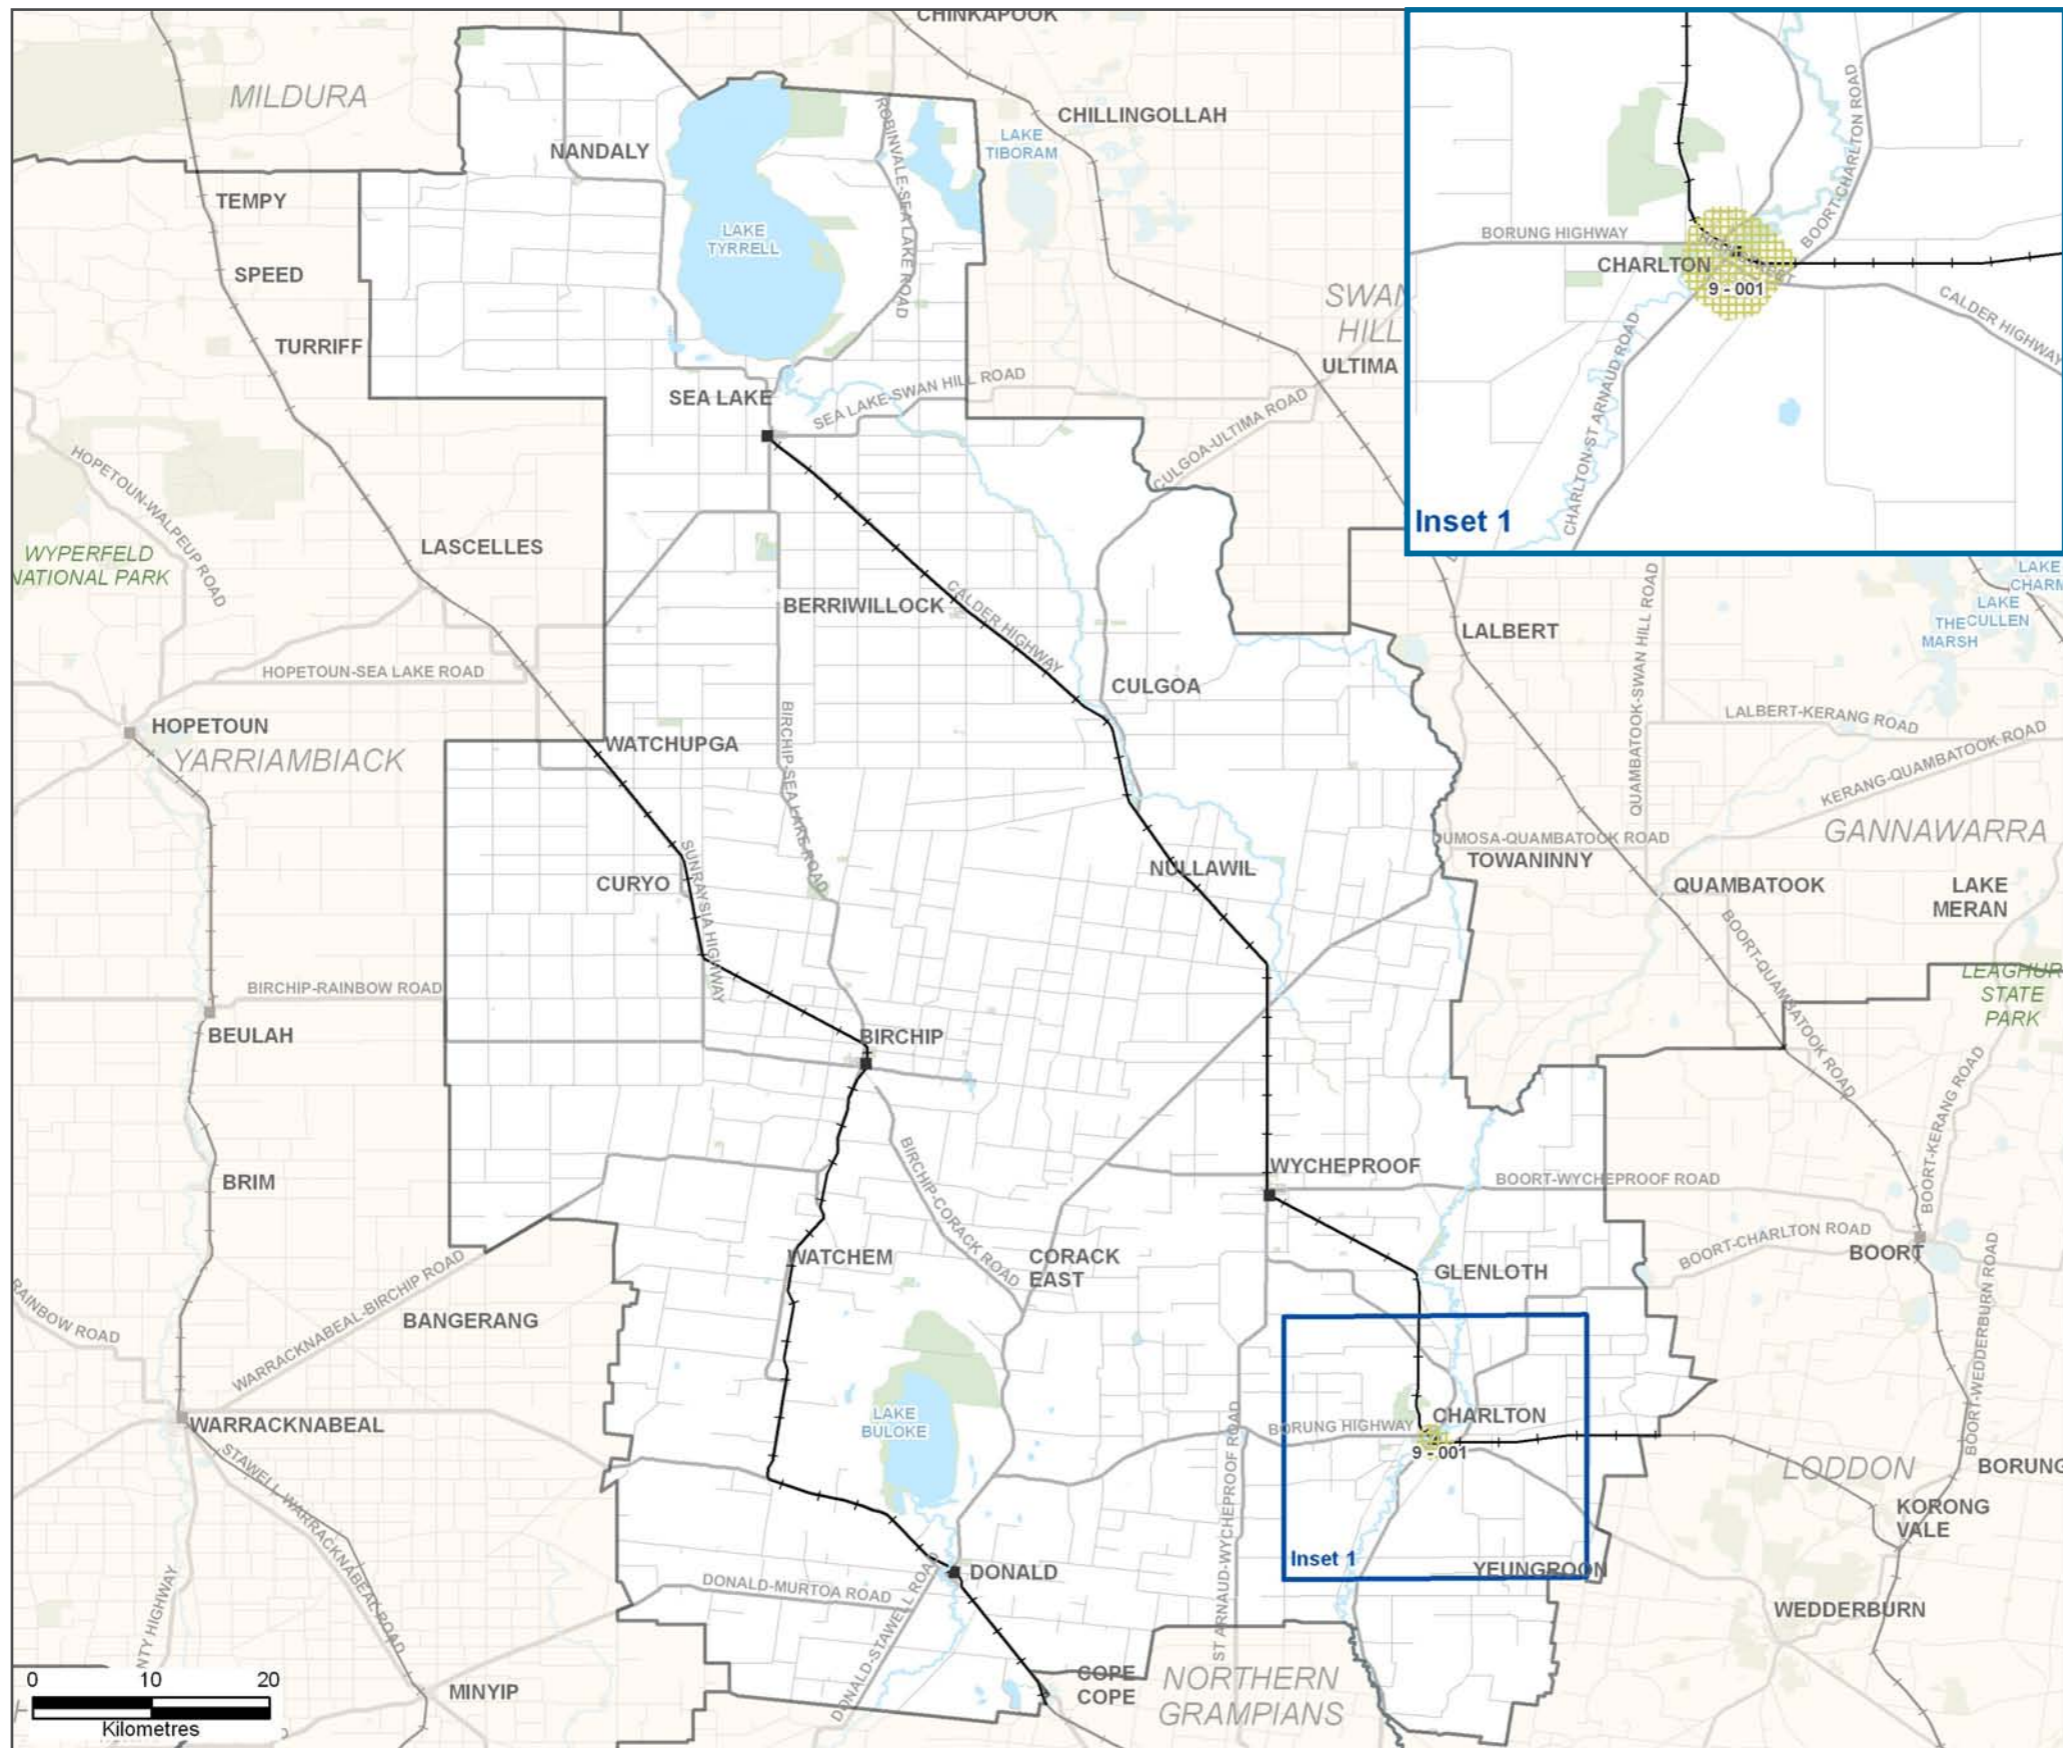 CHINKAPOOK
MILDURA
NANDALY
CHILLINGOLLAH
LAKE
TIBORAM
ROBINVALE-SEA LAKE ROAD
TEMPY
LAKE
TYRRELL
SPEED
SWAN
HILL
TURRIFF
ULTIMA
SEA LAKE
SEA LAKE-SWAN HILL ROAD
CULGOA-ULTIMA ROAD
BOORT-CHARLTON ROAD
BORUNG HIGHWAY
CHARLTON
9 - 001
CALDER HIGHWAY
CHARLTON-ST ARNAUD ROAD
Inset 1
HOPETOUN-WALPEUP ROAD
WYPERFELD
NATIONAL PARK
LASCELLES
BERRIWILLOCK
CALDER HIGHWAY
LAKE
CHARM
LAKE
CULLEN
THE
MARSH
LALBERT
QUAMBATOOK-SWAN HILL ROAD
HOPETOUN-SEA LAKE ROAD
CULGOA
HOPETOUN
YARRIAMBIACK
WATCHUPGA
BIRCHIP-SEA LAKE ROAD
LALBERT-KERANG ROAD
KERANG-QUAMBATOOK ROAD
GANNAWARRA
DUMOSA-QUAMBATOOK ROAD
TOWANINNY
CURYO
SUNRAYSIA HIGHWAY
NULLAWIL
QUAMBATOOK
LAKE
MERAN
BOORT-QUAMBATOOK ROAD
LEAGHUR
STATE
PARK
BIRCHIP-RAINBOW ROAD
BEULAH
BIRCHIP
BOORT-KERANG ROAD
BRIM
BIRCHIP-CORACK ROAD
WYCHEPROOF
BOORT-WYCHEPROOF ROAD
BOORT-CHARLTON ROAD
BOORT
WATCHEM
CORACK
EAST
GLENLOTH
RAINBOW ROAD
WARRACKNABEAL-BIRCHIP ROAD
BANGERANG
BOORT-WEDDERBURN ROAD
WARRACKNABEAL
LAKE
BULOKE
ST ARNAUD-WYCHEPROOF ROAD
BORUNG HIGHWAY
CHARLTON
9 - 001
STAWELL-WARRACKNABEAL ROAD
LODDON
BORUNG
KORONG
VALE
Inset 1
YEUNGROON
DONALD
DONALD-MURTOA ROAD
DONALD-STAWELL ROAD
WEDDERBURN
NTY HIGHWAY
COPE
COPE
NORTHERN
GRAMPIANS
MINYIP
0 10 20
Kilometres